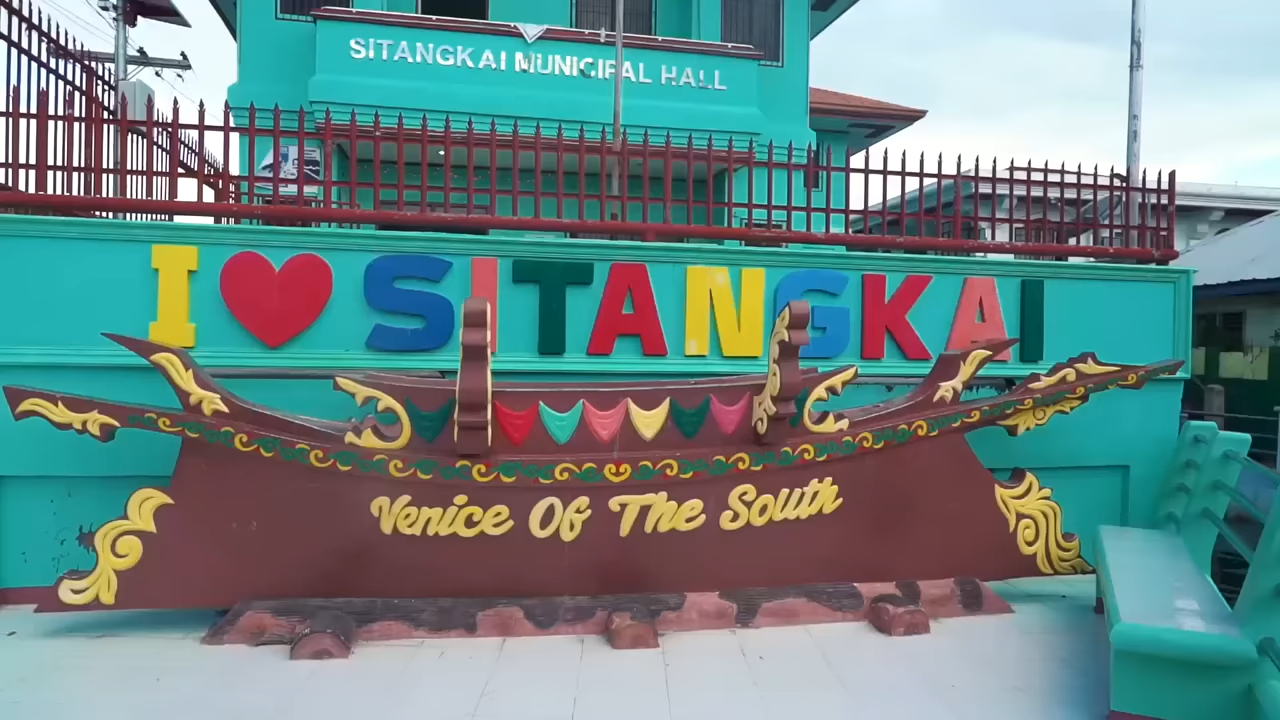 SITANGKAI MUNICIPAL HALL
I ❤ SITANGKAI
Venice Of The South